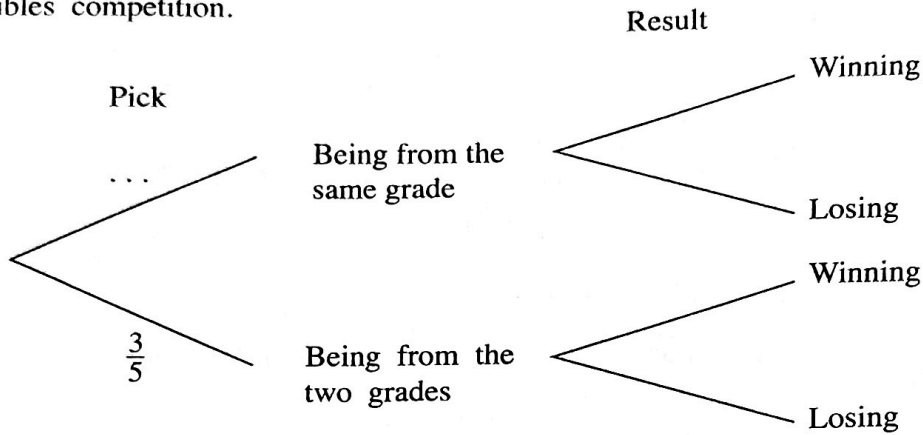 competition.
Result
Winning
Pick
. . .
Being from the
same grade
Losing
Winning
3
5
Being from the
two grades
Losing